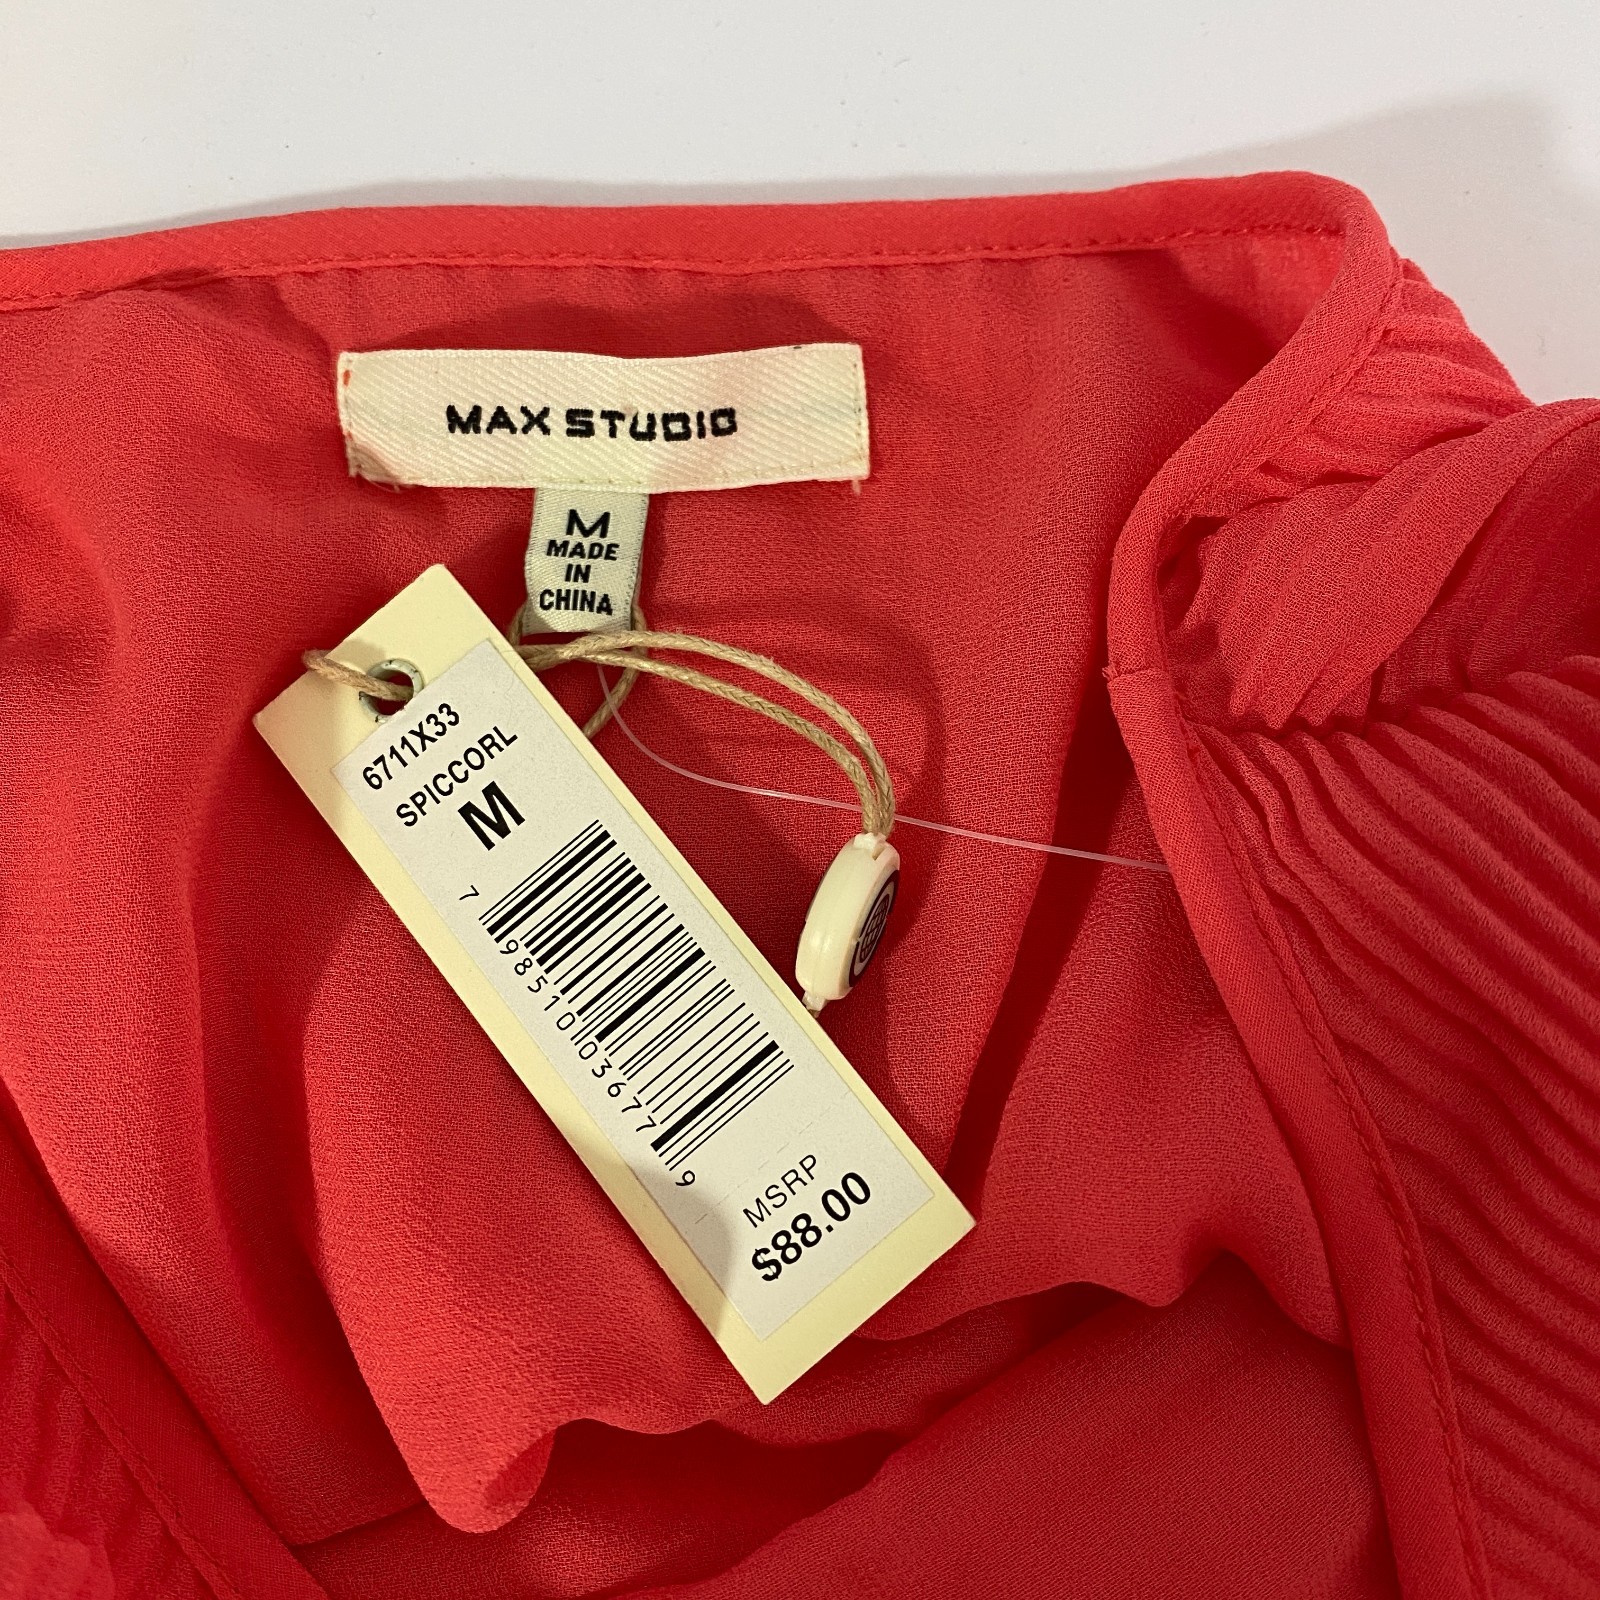 MAX STUDIO
M
MADE
IN
CHINA
6711X33
SPICCORL
M
7 98510 03677 9
MSRP
$88.00